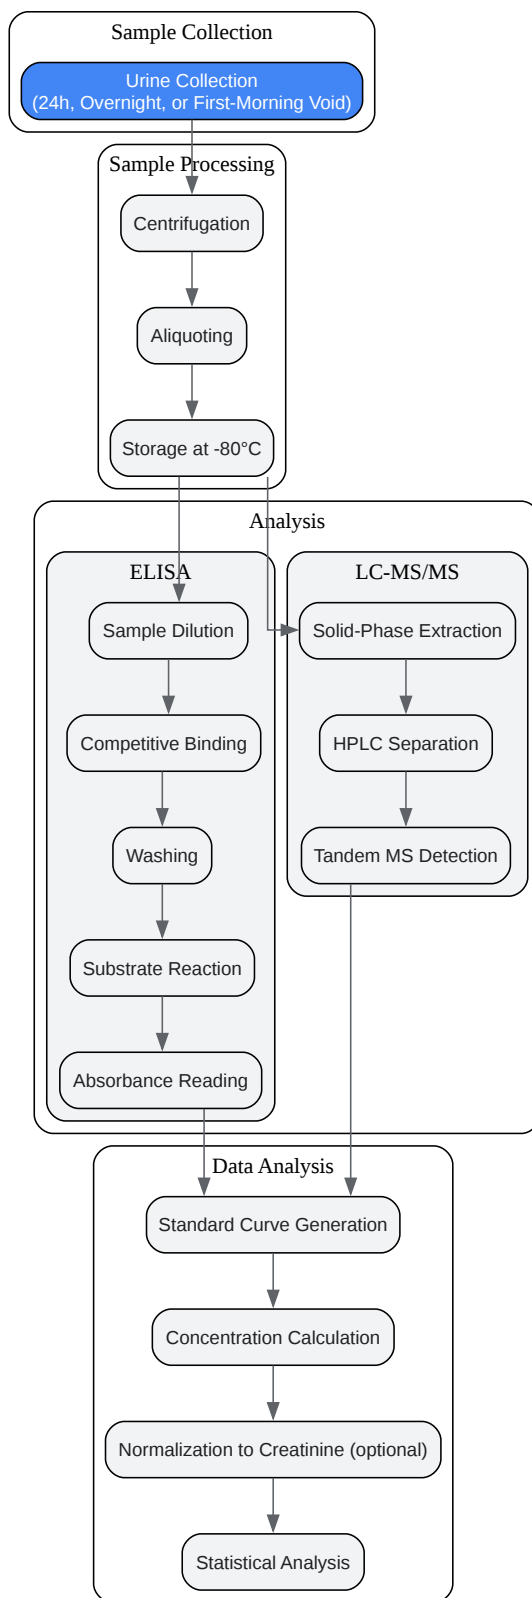 Sample Collection
Urine Collection
(24h, Overnight, or First-Morning Void)
Sample Processing
Centrifugation
Aliquoting
Storage at -80°C
Analysis
ELISA
Sample Dilution
Competitive Binding
Washing
Substrate Reaction
Absorbance Reading
LC-MS/MS
Solid-Phase Extraction
HPLC Separation
Tandem MS Detection
Data Analysis
Standard Curve Generation
Concentration Calculation
Normalization to Creatinine (optional)
Statistical Analysis